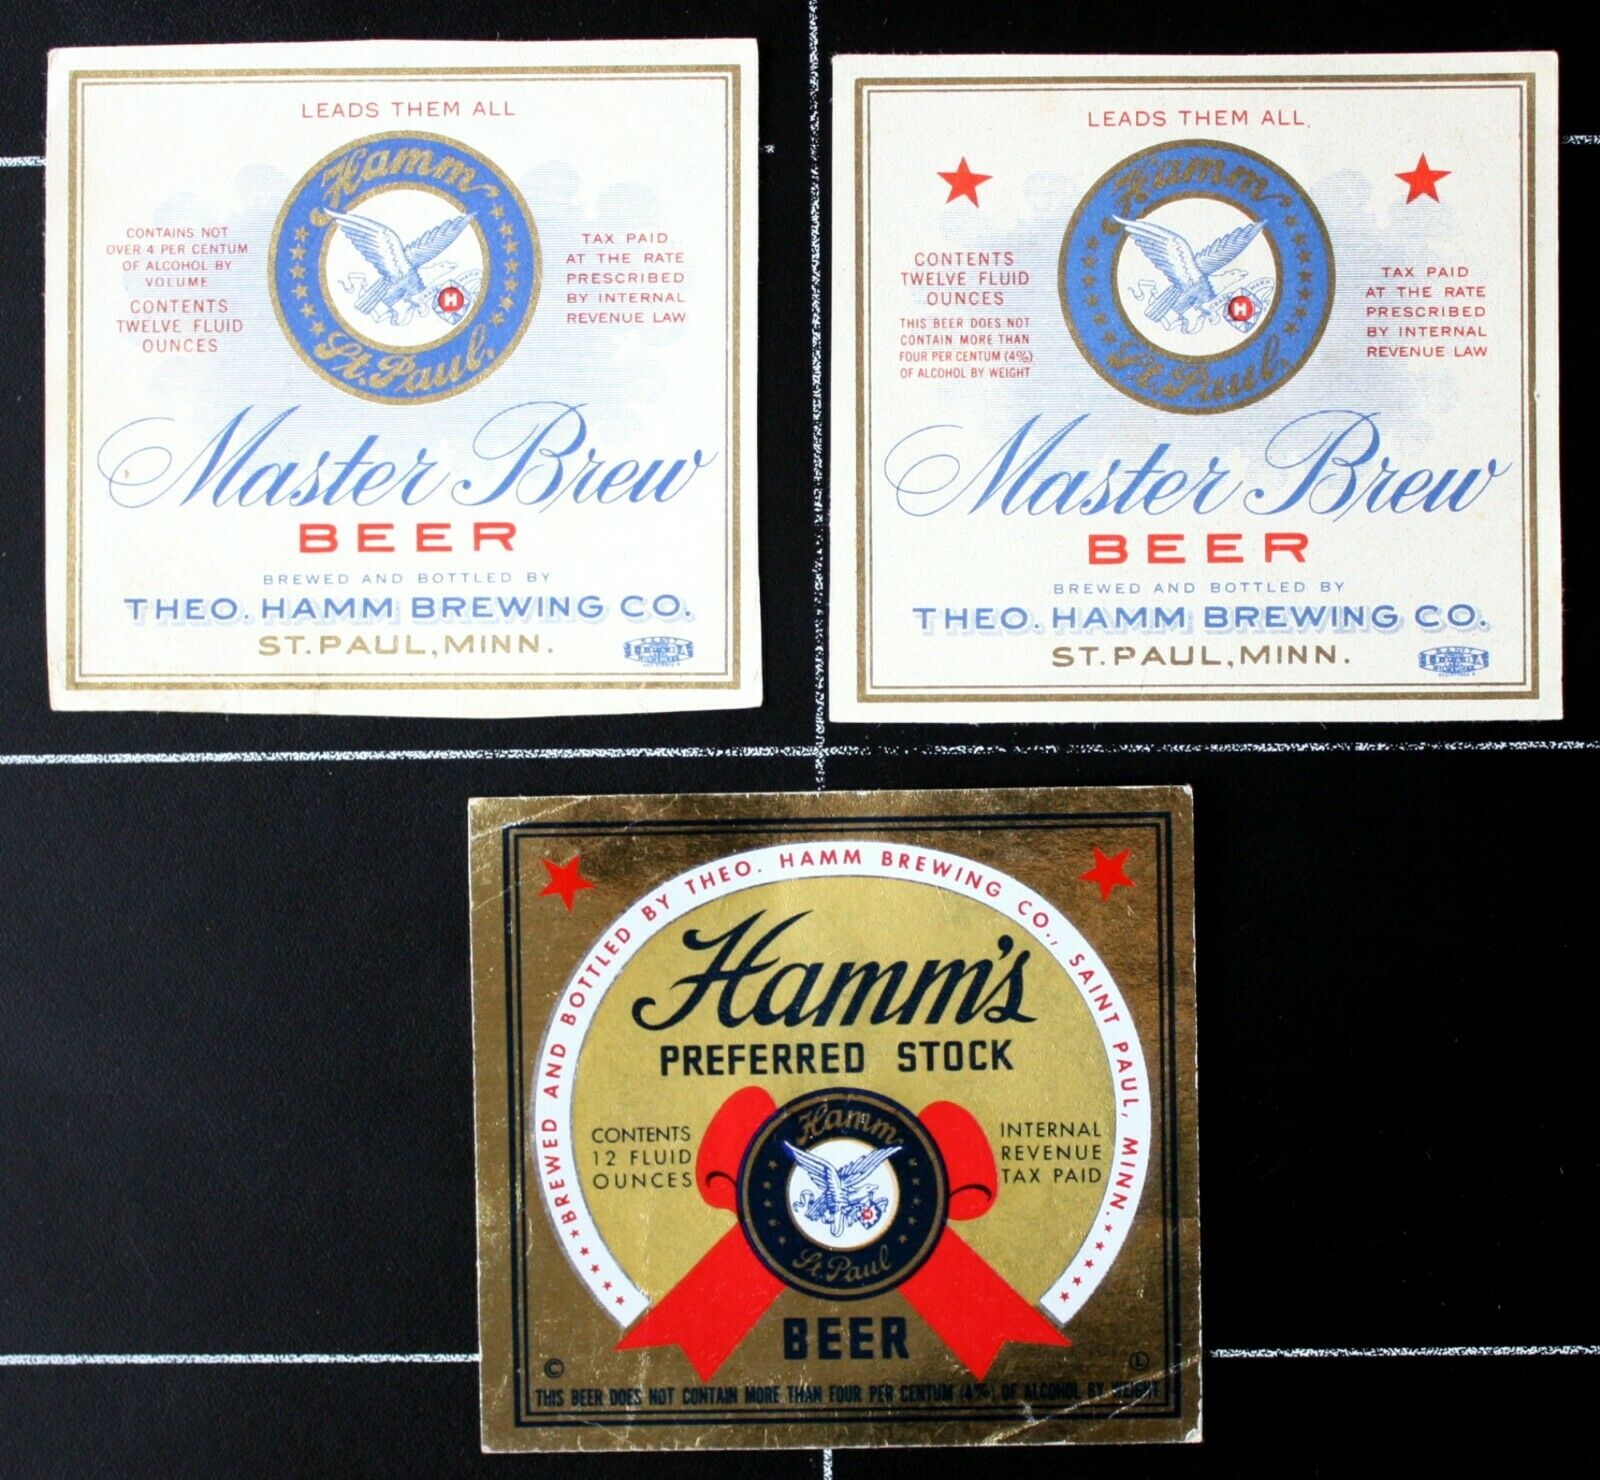 LEADS THEM ALL
Hamm
St. Paul.
H
CONTAINS NOT
OVER 4 PER CENTUM
OF ALCOHOL BY
VOLUME
CONTENTS
TWELVE FLUID
OUNCES
TAX PAID
AT THE RATE
PRESCRIBED
BY INTERNAL
REVENUE LAW
Master Brew
BEER
BREWED AND BOTTLED BY
THEO. HAMM BREWING CO.
ST. PAUL, MINN.
LEADS THEM ALL
Hamm
St. Paul.
H
CONTENTS
TWELVE FLUID
OUNCES
THIS BEER DOES NOT
CONTAIN MORE THAN
FOUR PER CENTUM (4%)
OF ALCOHOL BY WEIGHT
TAX PAID
AT THE RATE
PRESCRIBED
BY INTERNAL
REVENUE LAW
Master Brew
BEER
BREWED AND BOTTLED BY
THEO. HAMM BREWING CO.
ST. PAUL, MINN.
BREWED AND BOTTLED BY THEO. HAMM BREWING CO., SAINT PAUL, MINN.
Hamm's
PREFERRED STOCK
CONTENTS
12 FLUID
OUNCES
Hamm
H
St. Paul
INTERNAL
REVENUE
TAX PAID
BEER
© Ⓛ
THIS BEER DOES NOT CONTAIN MORE THAN FOUR PER CENTUM (4%) OF ALCOHOL BY WEIGHT